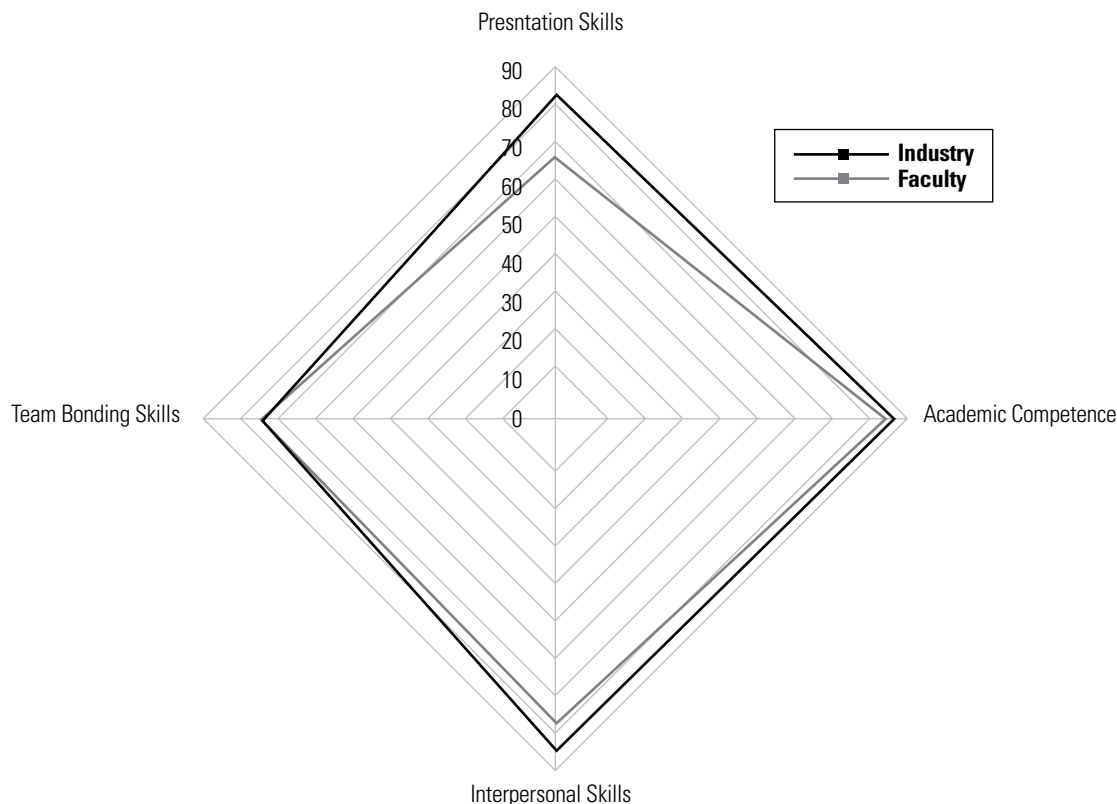 Presntation Skills
90
80
70
60
50
40
30
20
10
0
Industry
Faculty
Team Bonding Skills
Academic Competence
Interpersonal Skills